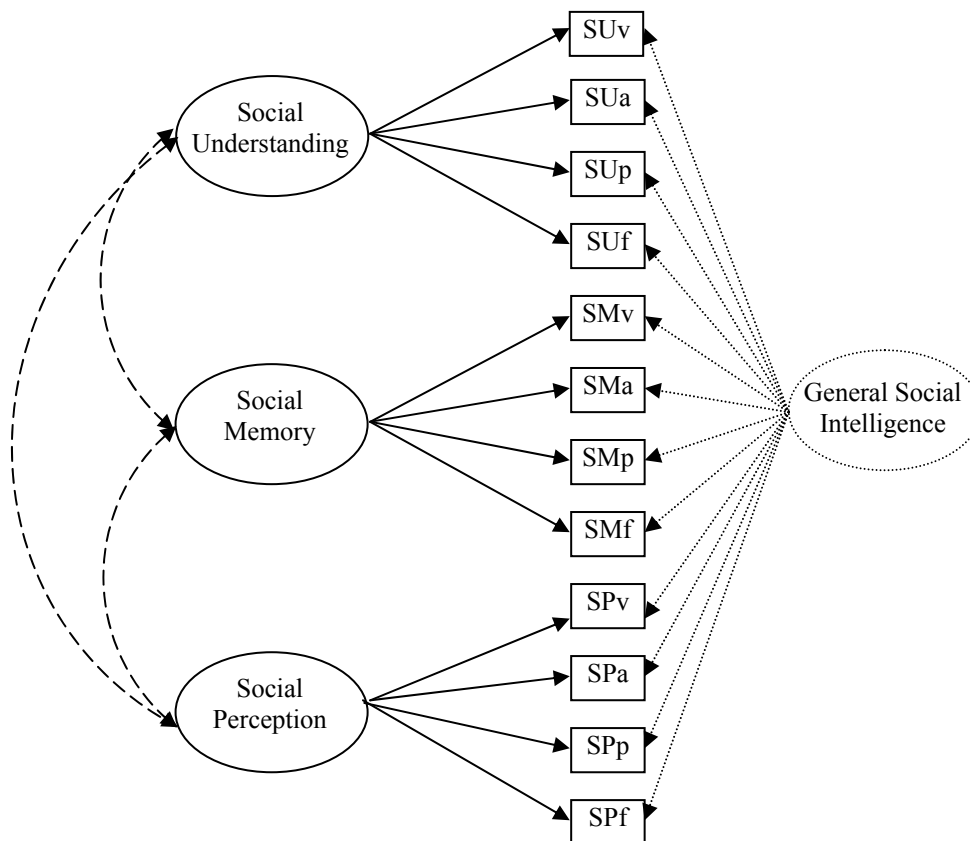 SUv
Social
Understanding
SUa
SUp
SUf
SMv
Social
Memory
SMa
General Social
Intelligence
SMp
SMf
SPv
Social
Perception
SPa
SPp
SPf